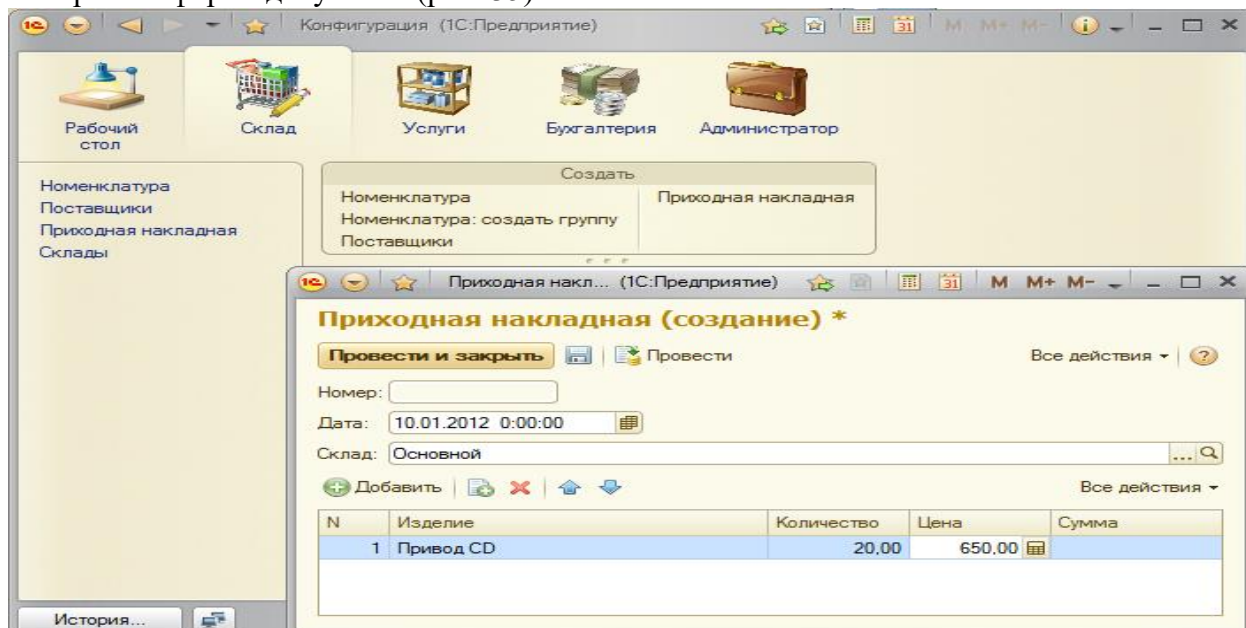 Конфигурация (1С:Предприятие)
M M+ M-
Рабочий стол
Склад
Услуги
Бухгалтерия
Администратор
Номенклатура
Поставщики
Приходная накладная
Склады
Создать
Номенклатура
Номенклатура: создать группу
Поставщики
Приходная накладная
Приходная накл... (1С:Предприятие)
M M+ M-
Приходная накладная (создание) *
Провести и закрыть
Провести
Все действия
Номер:
Дата: 10.01.2012 0:00:00
Склад: Основной
...
Добавить
Все действия
N Изделие Количество Цена Сумма
1 Привод CD 20,00 650,00
История...